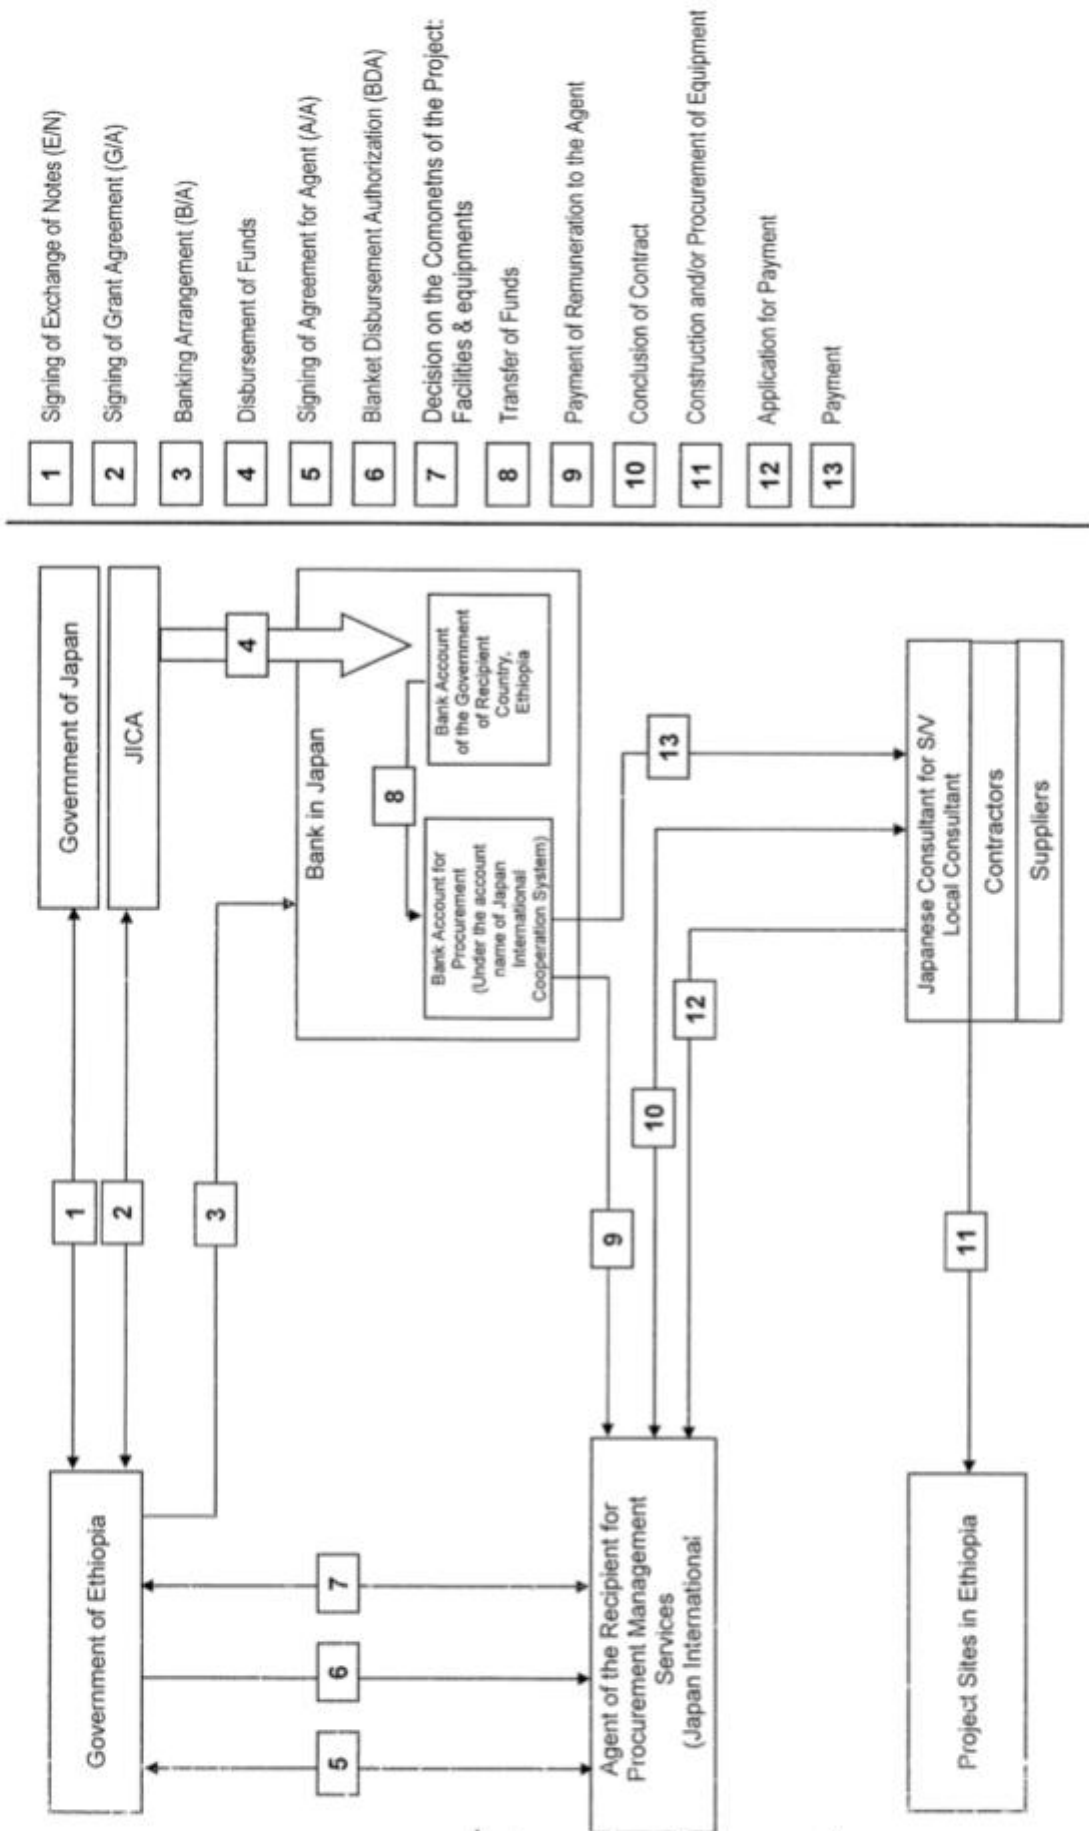 Government of Ethiopia
1
2
3
Government of Japan
JICA
4
Bank in Japan
Bank Account
of the Government
of Recipient
Country,
Ethiopia
8
Bank Account for
Procurement
(Under the account
name of Japan
International
Cooperation System)
5
6
7
Agent of the Recipient for
Procurement Management
Services
(Japan International
9
10
12
13
Japanese Consultant for S/V
Local Consultant
Contractors
Suppliers
11
Project Sites in Ethiopia
1 Signing of Exchange of Notes (E/N)
2 Signing of Grant Agreement (G/A)
3 Banking Arrangement (B/A)
4 Disbursement of Funds
5 Signing of Agreement for Agent (A/A)
6 Blanket Disbursement Authorization (BDA)
7 Decision on the Comonetns of the Project:
Facilities & equipments
8 Transfer of Funds
9 Payment of Remuneration to the Agent
10 Conclusion of Contract
11 Construction and/or Procurement of Equipment
12 Application for Payment
13 Payment